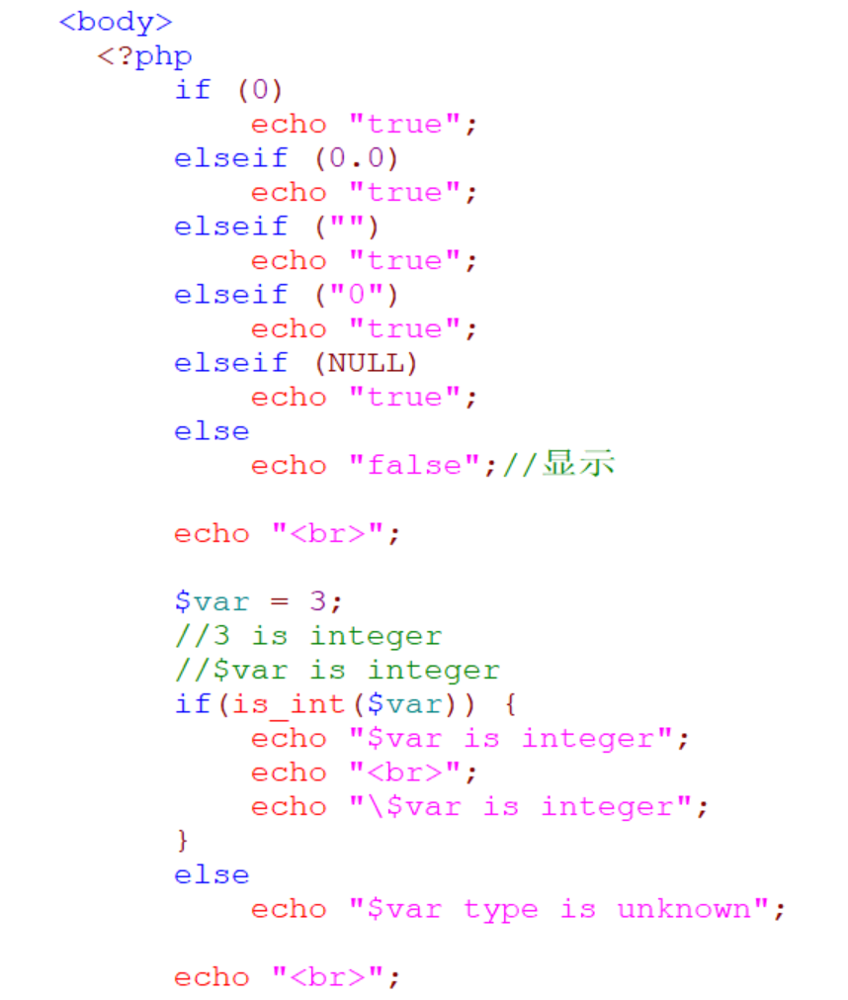 <body>
<?php
if (0)
echo "true";
elseif (0.0)
echo "true";
elseif ("")
echo "true";
elseif ("0")
echo "true";
elseif (NULL)
echo "true";
else
echo "false";//显示
echo "<br>";
$var = 3;
//3 is integer
//$var is integer
if(is_int($var)) {
echo "$var is integer";
echo "<br>";
echo "\$var is integer";
}
else
echo "$var type is unknown";
echo "<br>";